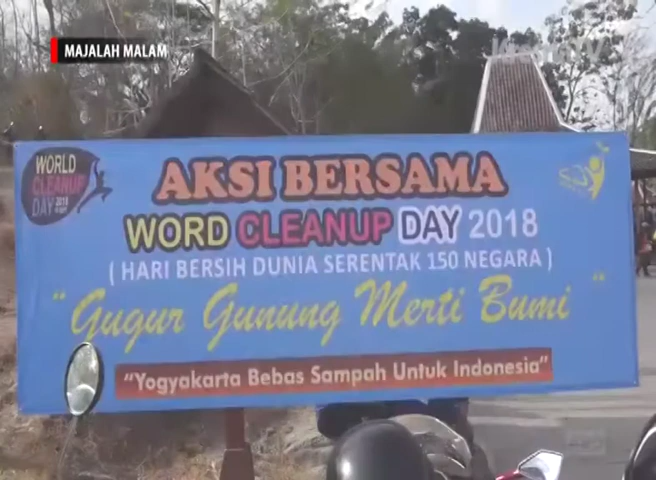 MAJALAH MALAM
WORLD
CLEANUP
DAY 2018
AKSI BERSAMA
WORD CLEANUP DAY 2018
( HARI BERSIH DUNIA SERENTAK 150 NEGARA )
"Gugur Gunung Merti Bumi"
"Yogyakarta Bebas Sampah Untuk Indonesia"